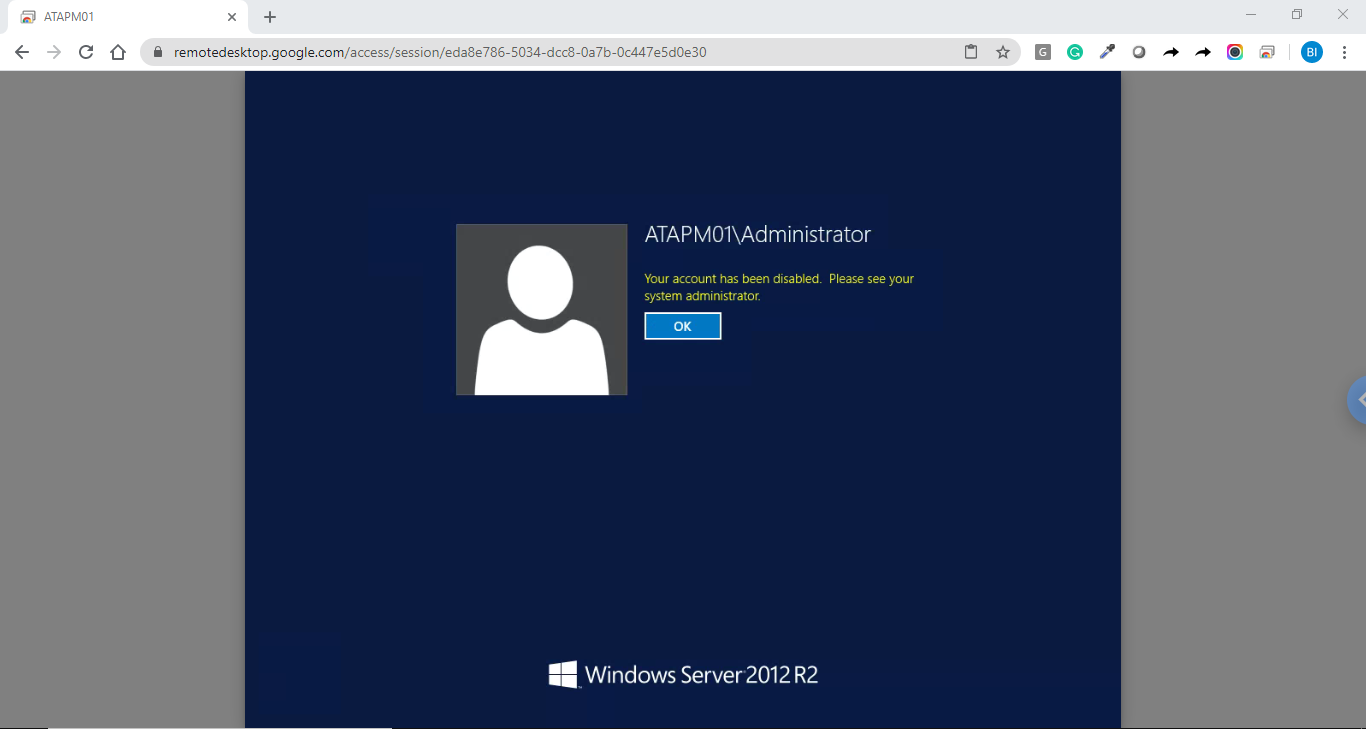 ATAPM01
remotedesktop.google.com/access/session/eda8e786-5034-dcc8-0a7b-0c447e5d0e30
G
G
BI
ATAPM01\Administrator
Your account has been disabled.  Please see your
system administrator.
OK
Windows Server 2012 R2